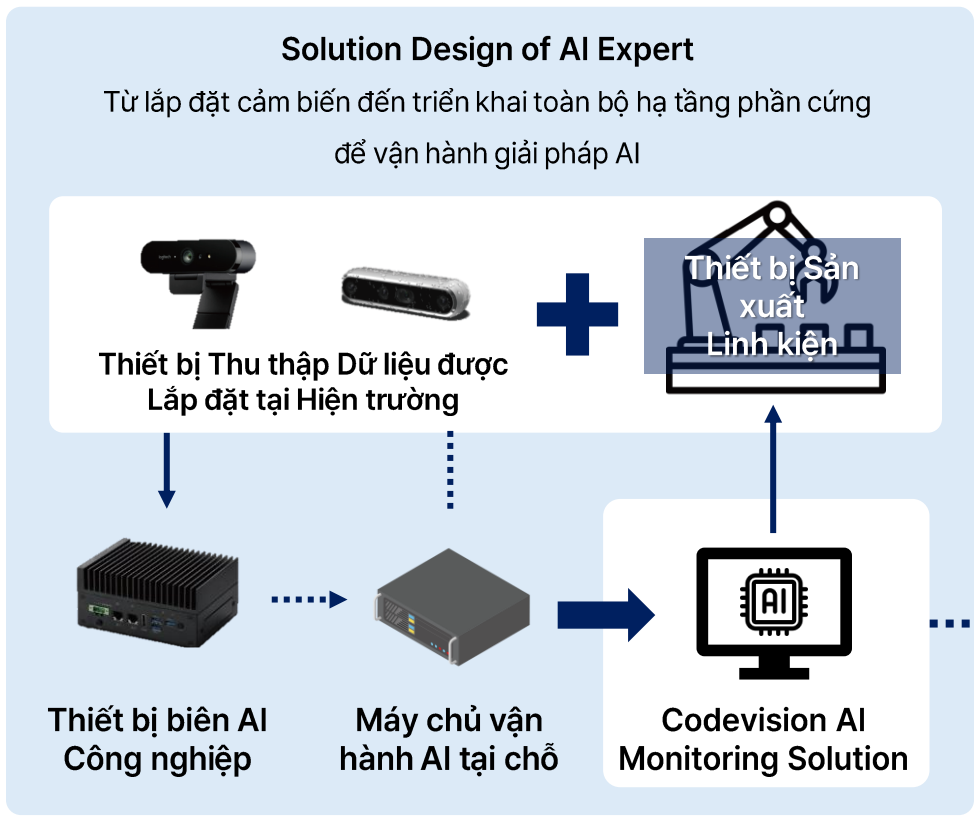 Solution Design of AI Expert
Từ lắp đặt cảm biến đến triển khai toàn bộ hạ tầng phần cứng
để vận hành giải pháp AI
Thiết bị Sản
xuất
Linh kiện
Thiết bị Thu thập Dữ liệu được
Lắp đặt tại Hiện trường
AI
Thiết bị biên AI
Công nghiệp
Máy chủ vận
hành AI tại chỗ
Codevision AI
Monitoring Solution